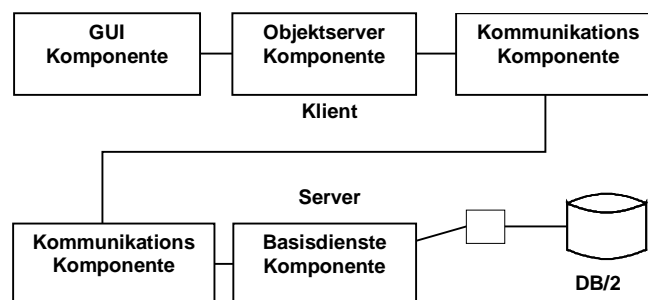 GUI
Komponente
Objektserver
Komponente
Kommunikations
Komponente
Klient
Server
Kommunikations
Komponente
Basisdienste
Komponente
DB/2